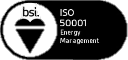 bsi.
ISO
50001
Energy
Management